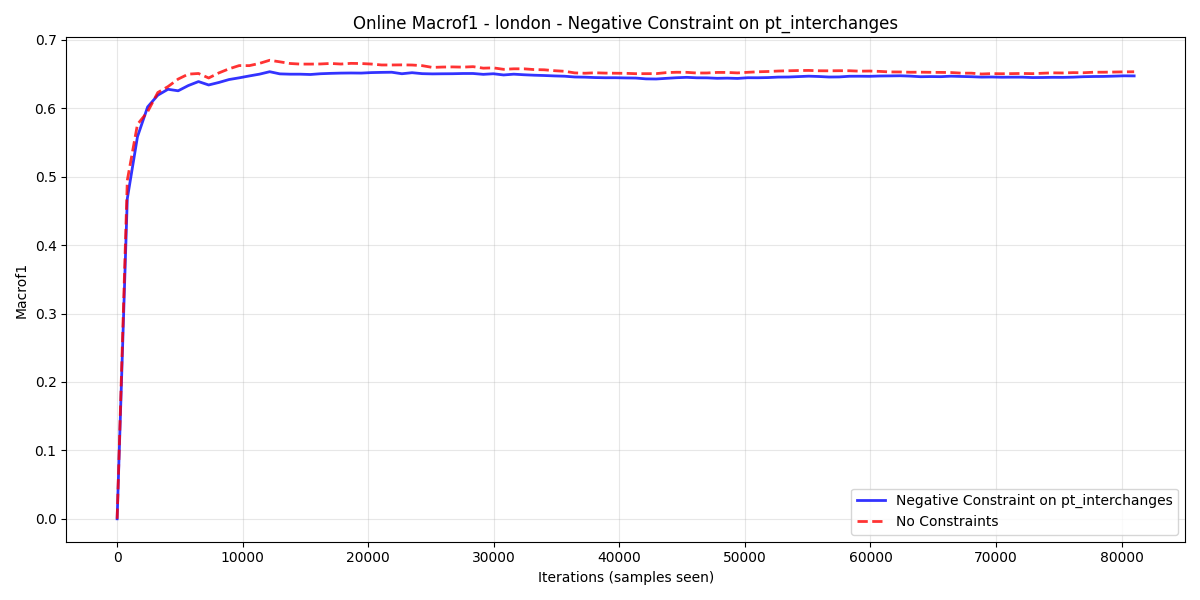 Online Macrof1 - london - Negative Constraint on pt_interchanges
0.7
0.6
0.5
0.4
0.3
0.2
0.1
0.0
Macrof1
0 10000 20000 30000 40000 50000 60000 70000 80000
Iterations (samples seen)
Negative Constraint on pt_interchanges
No Constraints